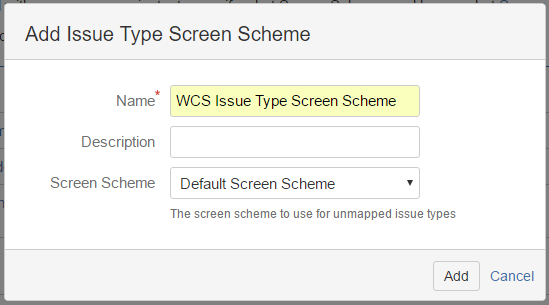 Add Issue Type Screen Scheme
Name*
WCS Issue Type Screen Scheme
Description
Screen Scheme
Default Screen Scheme
The screen scheme to use for unmapped issue types
Add Cancel